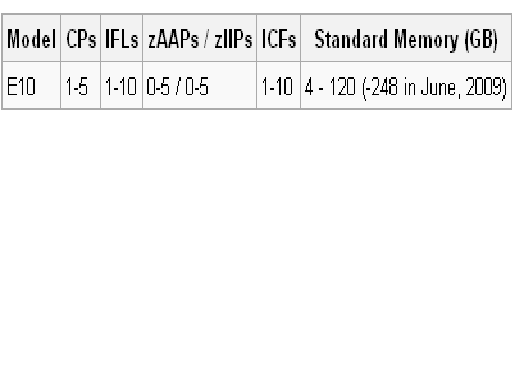 Model CPs IFLs zAAPs / zIIPs ICFs Standard Memory (GB)
E10 1-5 1-10 0-5 / 0-5 1-10 4 - 120 (-248 in June, 2009)